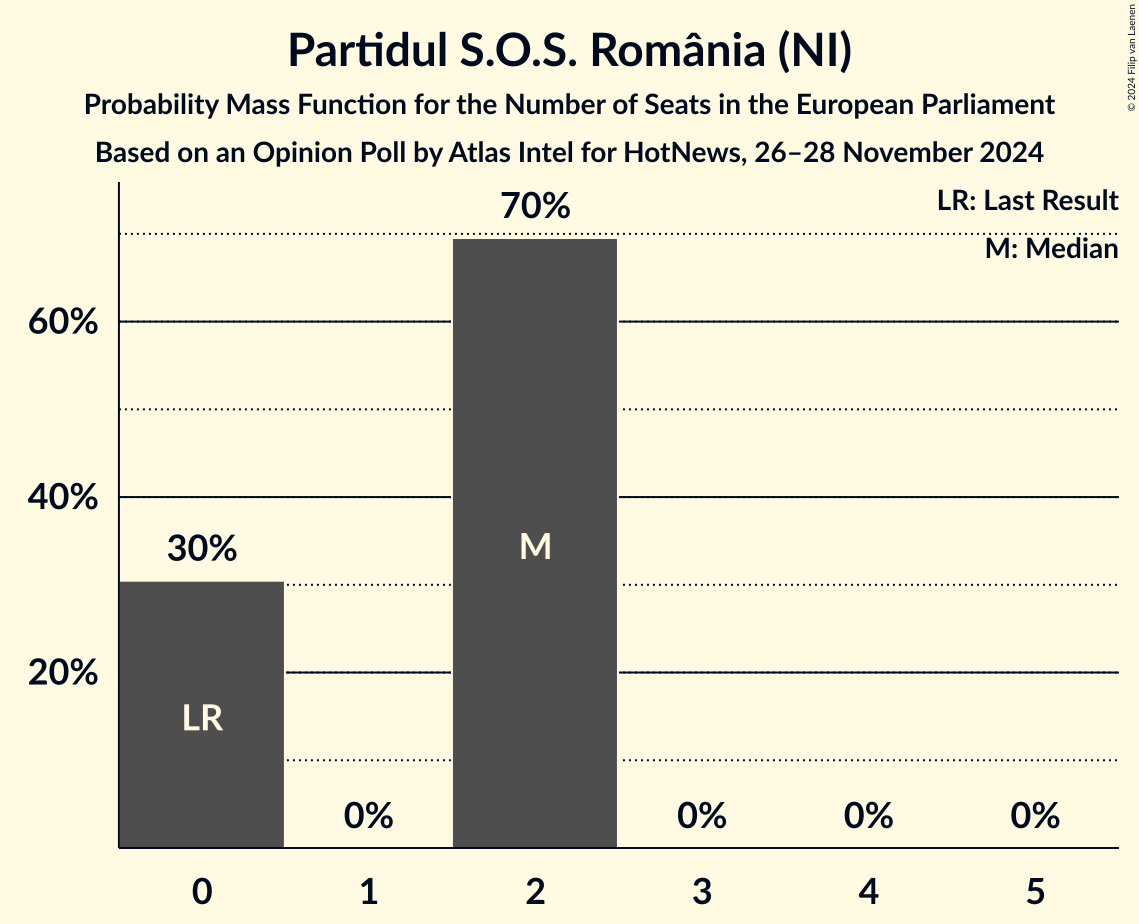 Partidul S.O.S. România (NI)
Probability Mass Function for the Number of Seats in the European Parliament
Based on an Opinion Poll by Atlas Intel for HotNews, 26–28 November 2024
© 2024 Filip van Laenen
LR: Last Result
M: Median
70%
60%
40%
30%
M
20%
LR
0%
0%
0%
0%
0 1 2 3 4 5